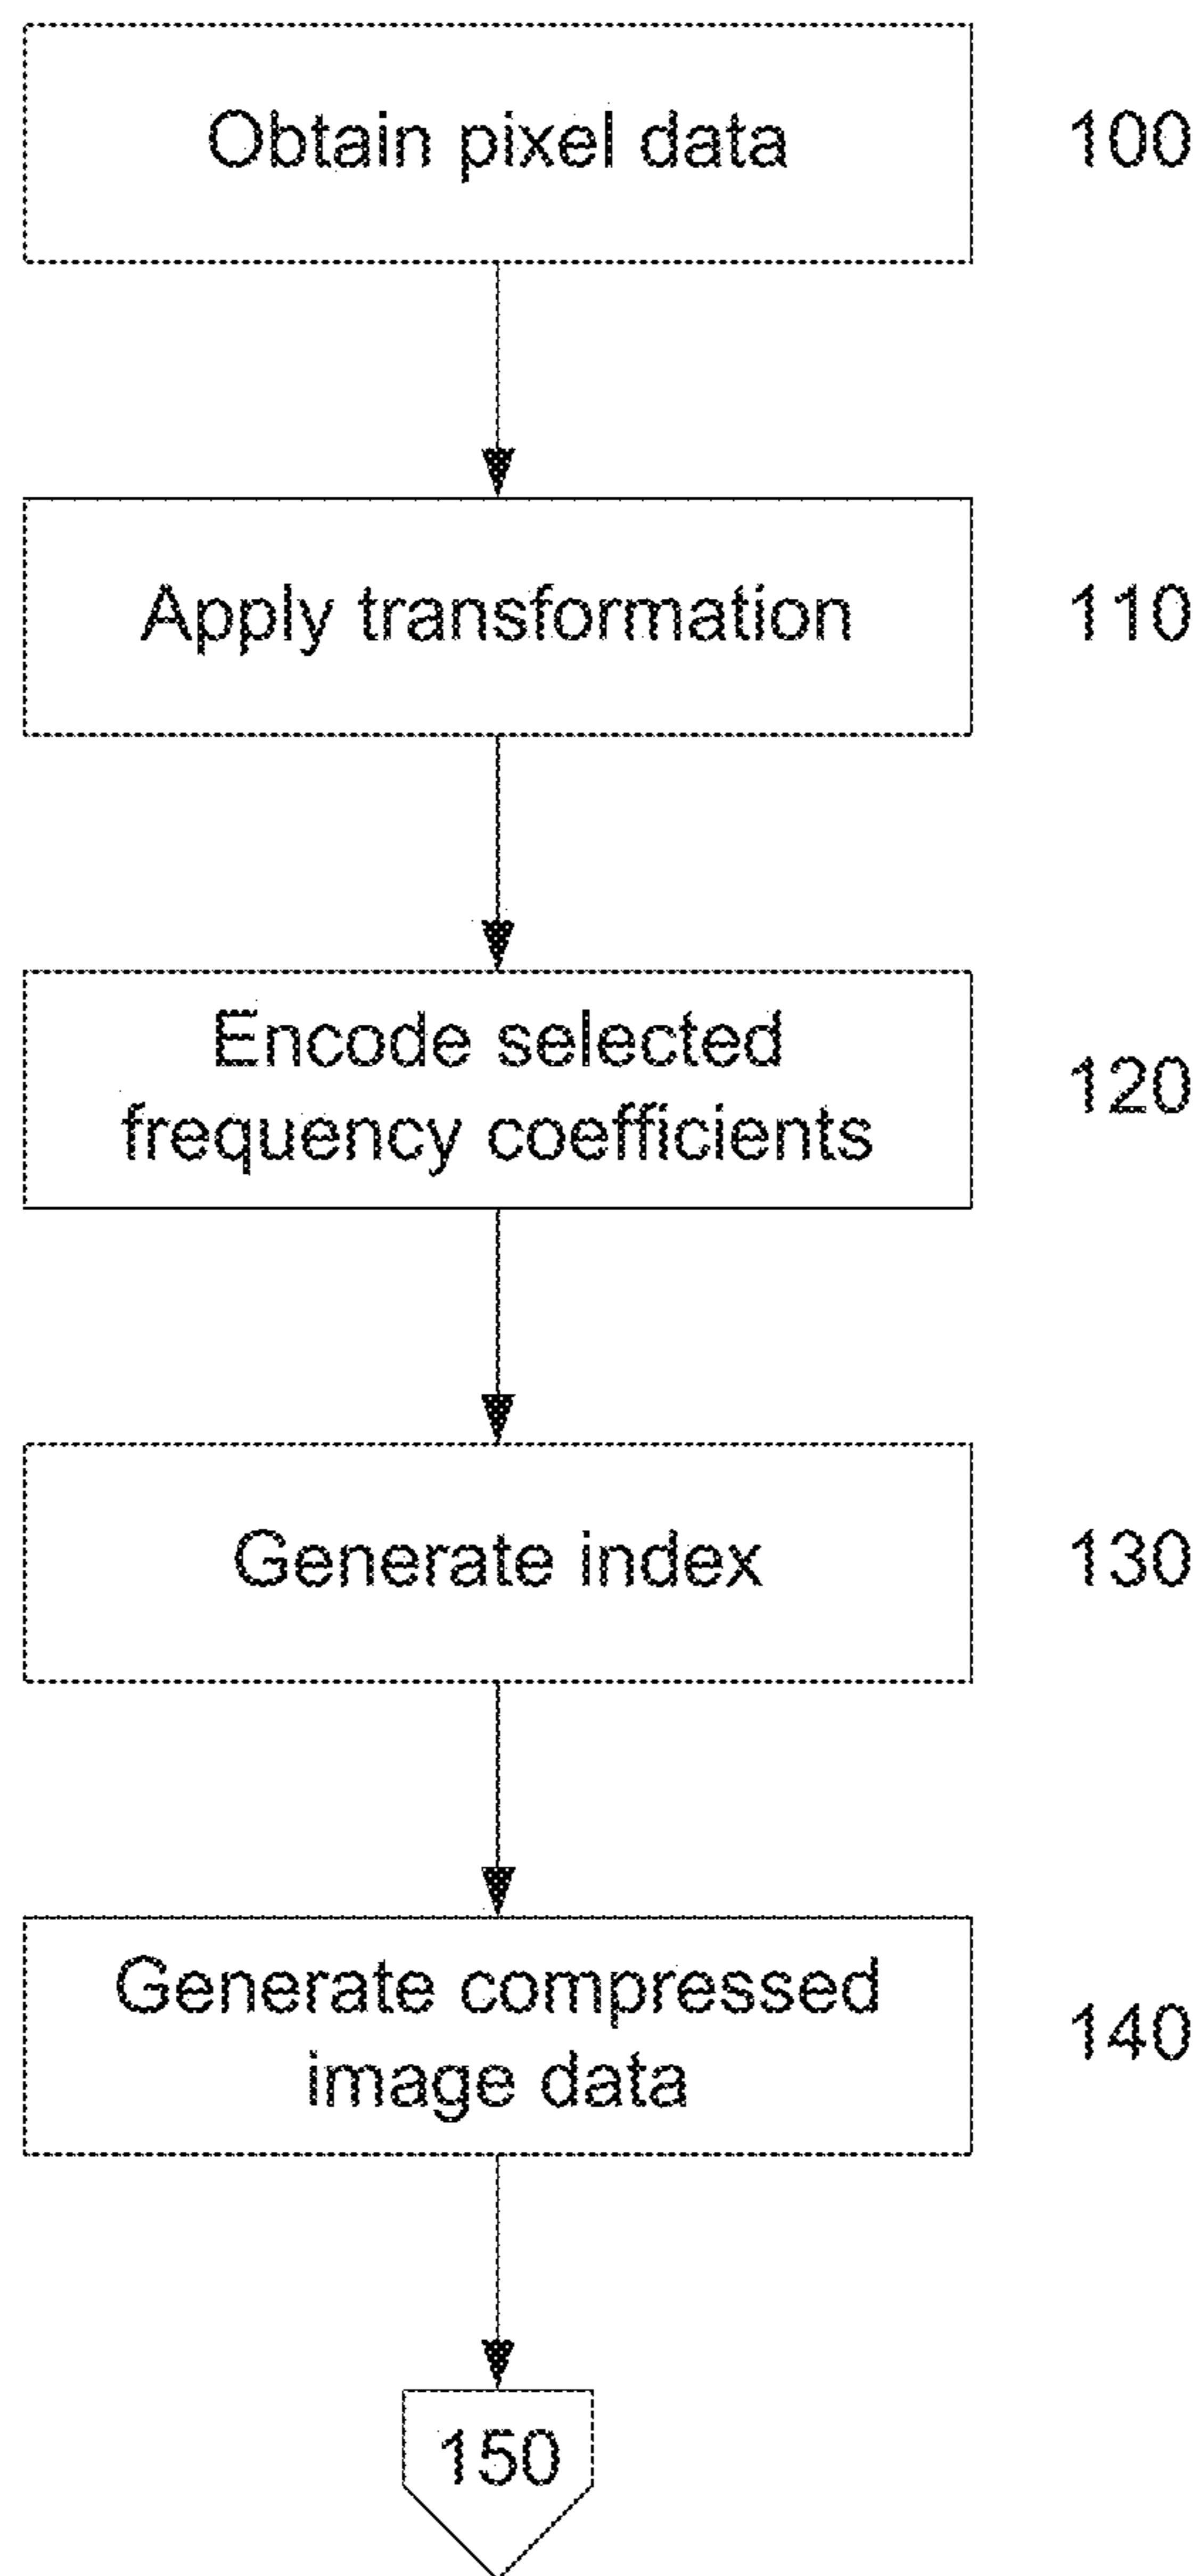 Obtain pixel data
100
Apply transformation
110
Encode selected
frequency coefficients
120
Generate index
130
Generate compressed
image data
140
150